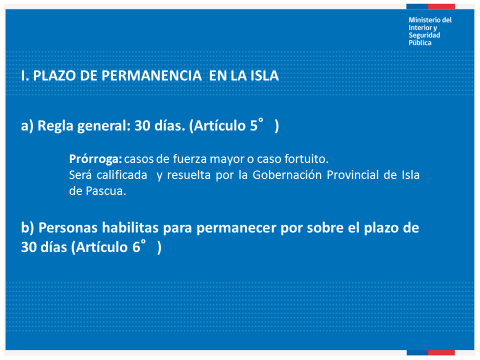 Ministerio del
Interior y
Seguridad
Pública
I. PLAZO DE PERMANENCIA EN LA ISLA
a) Regla general: 30 días. (Artículo 5° )
Prórroga: casos de fuerza mayor o caso fortuito.
Será calificada y resuelta por la Gobernación Provincial de Isla
de Pascua.
b) Personas habilitas para permanecer por sobre el plazo de
30 días (Artículo 6° )